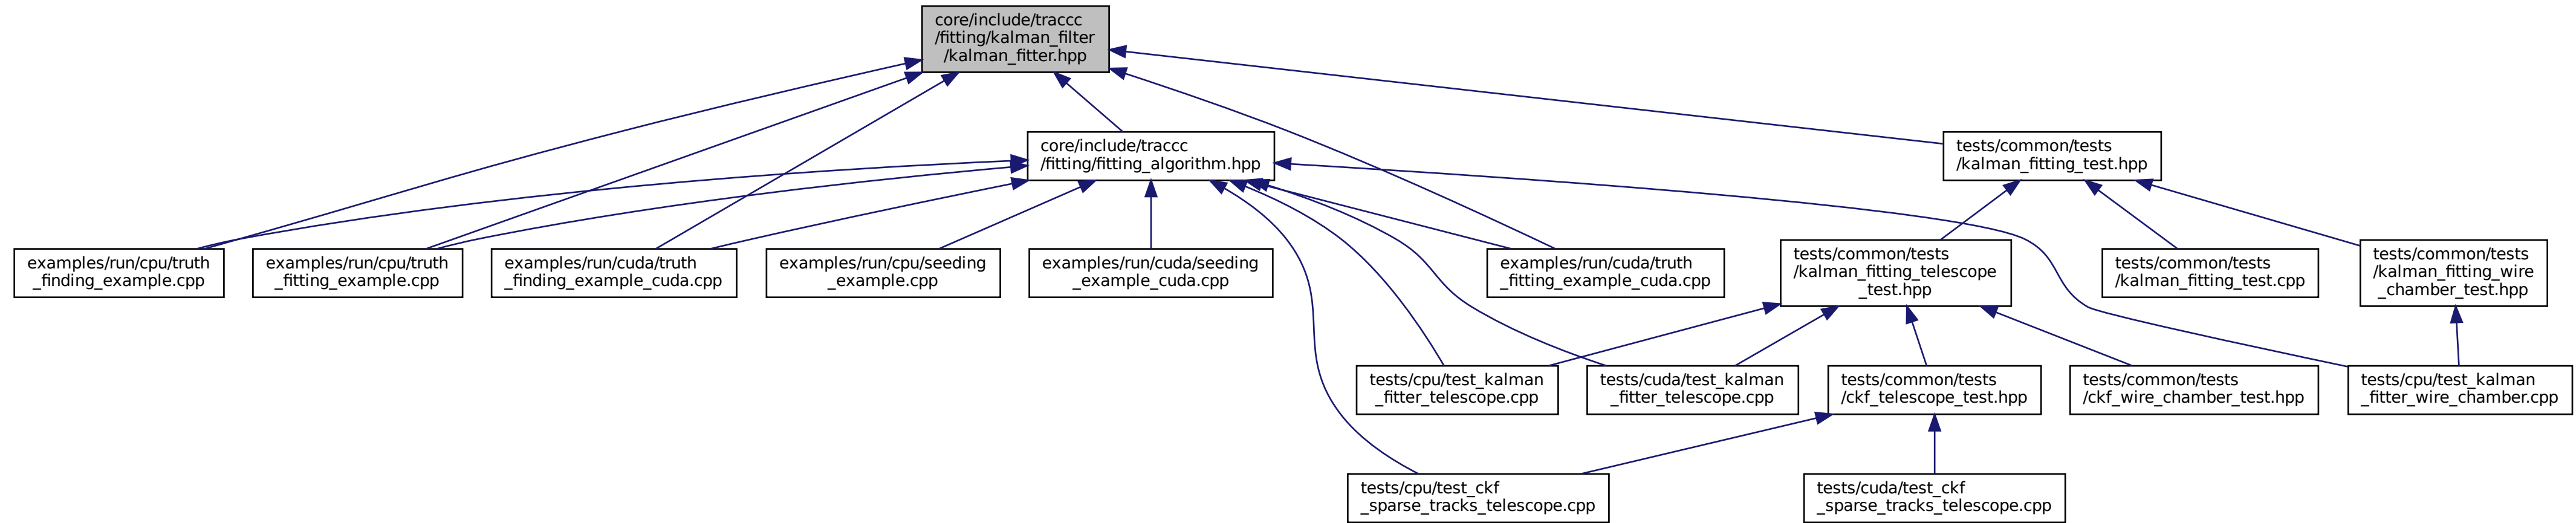 core/include/traccc
/fitting/kalman_filter
/kalman_fitter.hpp
core/include/traccc
/fitting/fitting_algorithm.hpp
tests/common/tests
/kalman_fitting_test.hpp
examples/run/cpu/truth
_finding_example.cpp
examples/run/cpu/truth
_fitting_example.cpp
examples/run/cuda/truth
_finding_example_cuda.cpp
examples/run/cpu/seeding
_example.cpp
examples/run/cuda/seeding
_example_cuda.cpp
examples/run/cuda/truth
_fitting_example_cuda.cpp
tests/common/tests
/kalman_fitting_telescope
_test.hpp
tests/common/tests
/kalman_fitting_test.cpp
tests/common/tests
/kalman_fitting_wire
_chamber_test.hpp
tests/cpu/test_kalman
_fitter_telescope.cpp
tests/cuda/test_kalman
_fitter_telescope.cpp
tests/common/tests
/ckf_telescope_test.hpp
tests/common/tests
/ckf_wire_chamber_test.hpp
tests/cpu/test_kalman
_fitter_wire_chamber.cpp
tests/cpu/test_ckf
_sparse_tracks_telescope.cpp
tests/cuda/test_ckf
_sparse_tracks_telescope.cpp